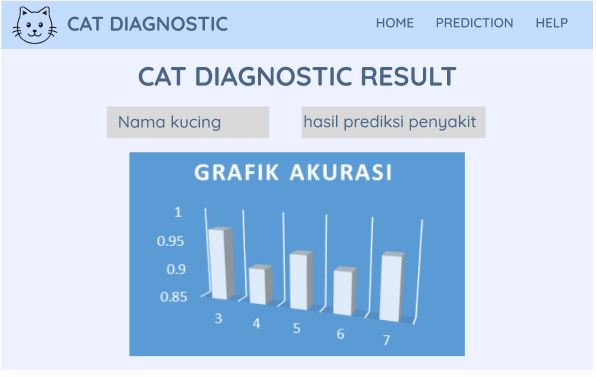 CAT DIAGNOSTIC HOME PREDICTION HELP
CAT DIAGNOSTIC RESULT
Nama kucing hasil prediksi penyakit
GRAFIK AKURASI
1
0.95
0.9
0.85
3 4 5 6 7